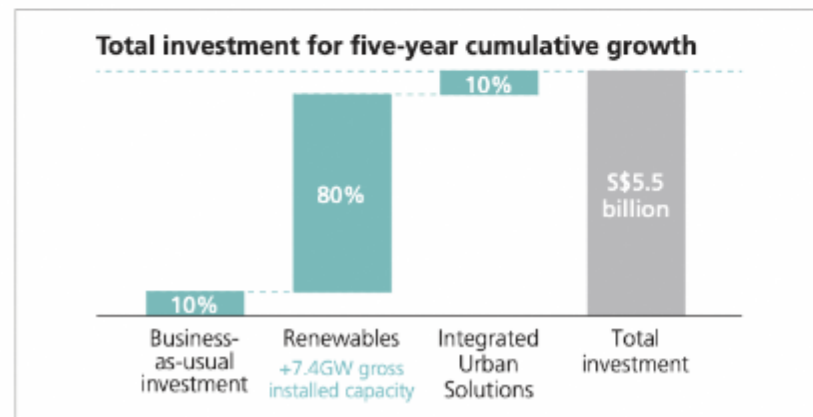 Total investment for five-year cumulative growth
10%
80%
10%
S$5.5
billion
Business-
as-usual
investment
Renewables
+7.4GW gross
installed capacity
Integrated
Urban
Solutions
Total
investment